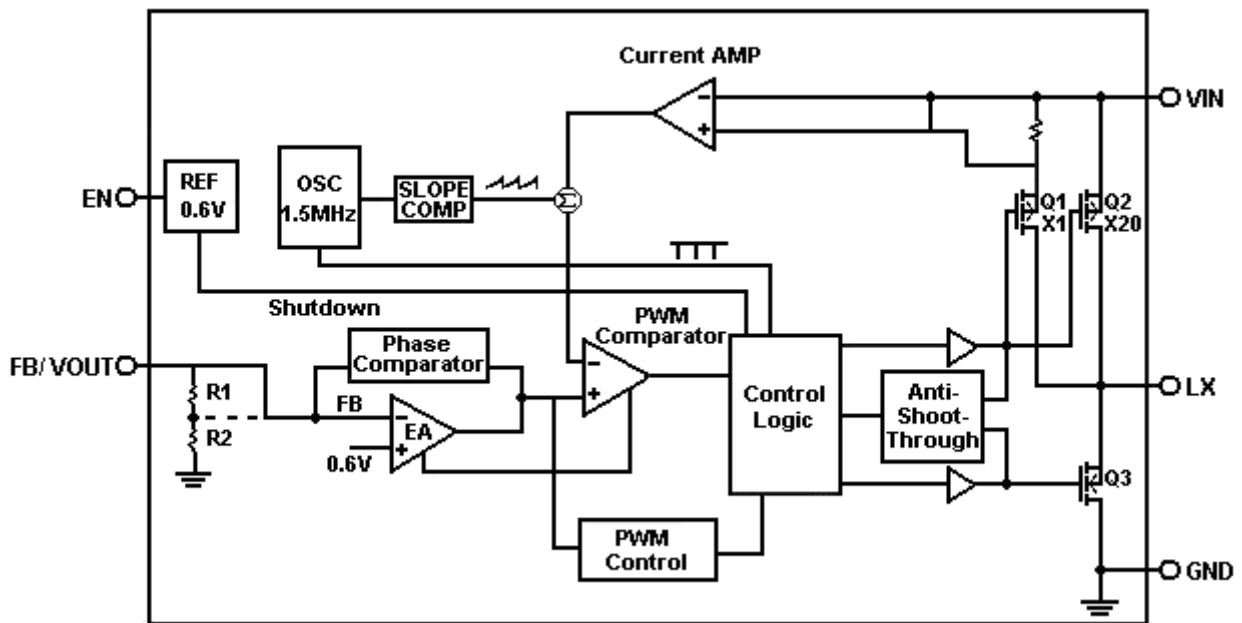 Current AMP
VIN
EN
REF
0.6V
OSC
1.5MHz
SLOPE
COMP
Σ
Q1
X1
Q2
X20
Shutdown
PWM
Comparator
FB/ VOUT
R1
R2
Phase
Comparator
FB
EA
0.6V
Control
Logic
Anti-
Shoot-
Through
LX
Q3
PWM
Control
GND